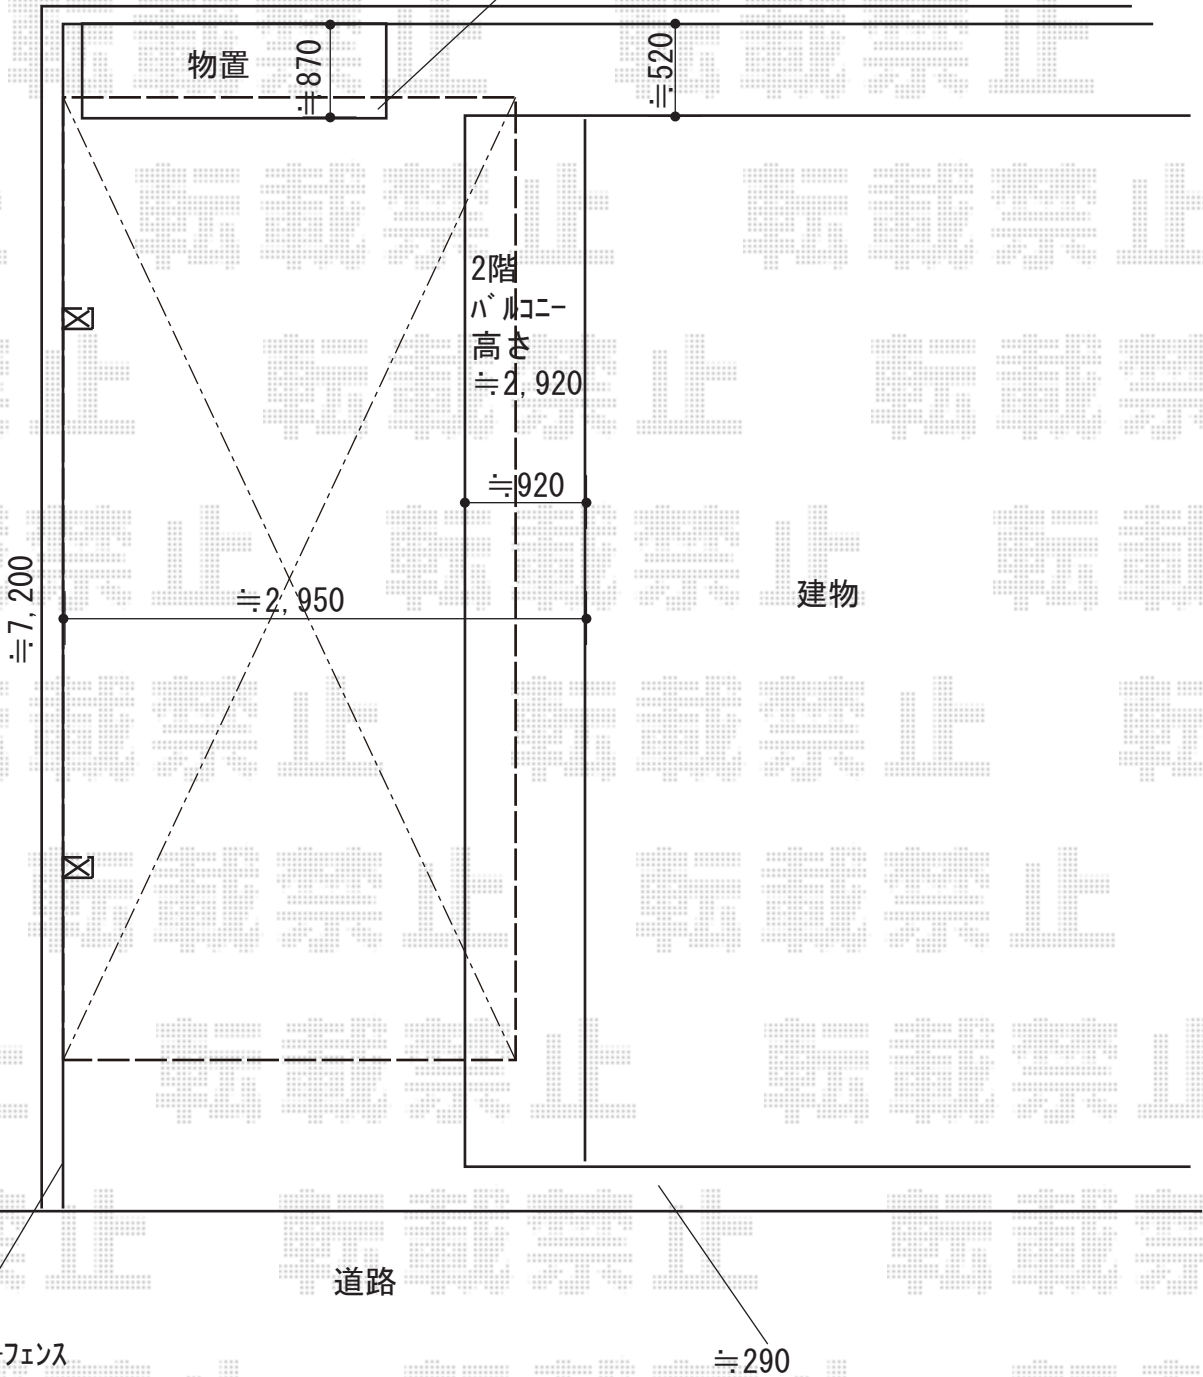 物置
≒870
≒520
2階
バルコニー
高さ
≒2,920
≒920
≒7,200
≒2,950
建物
道路
ーフェンス
≒290
転載禁止